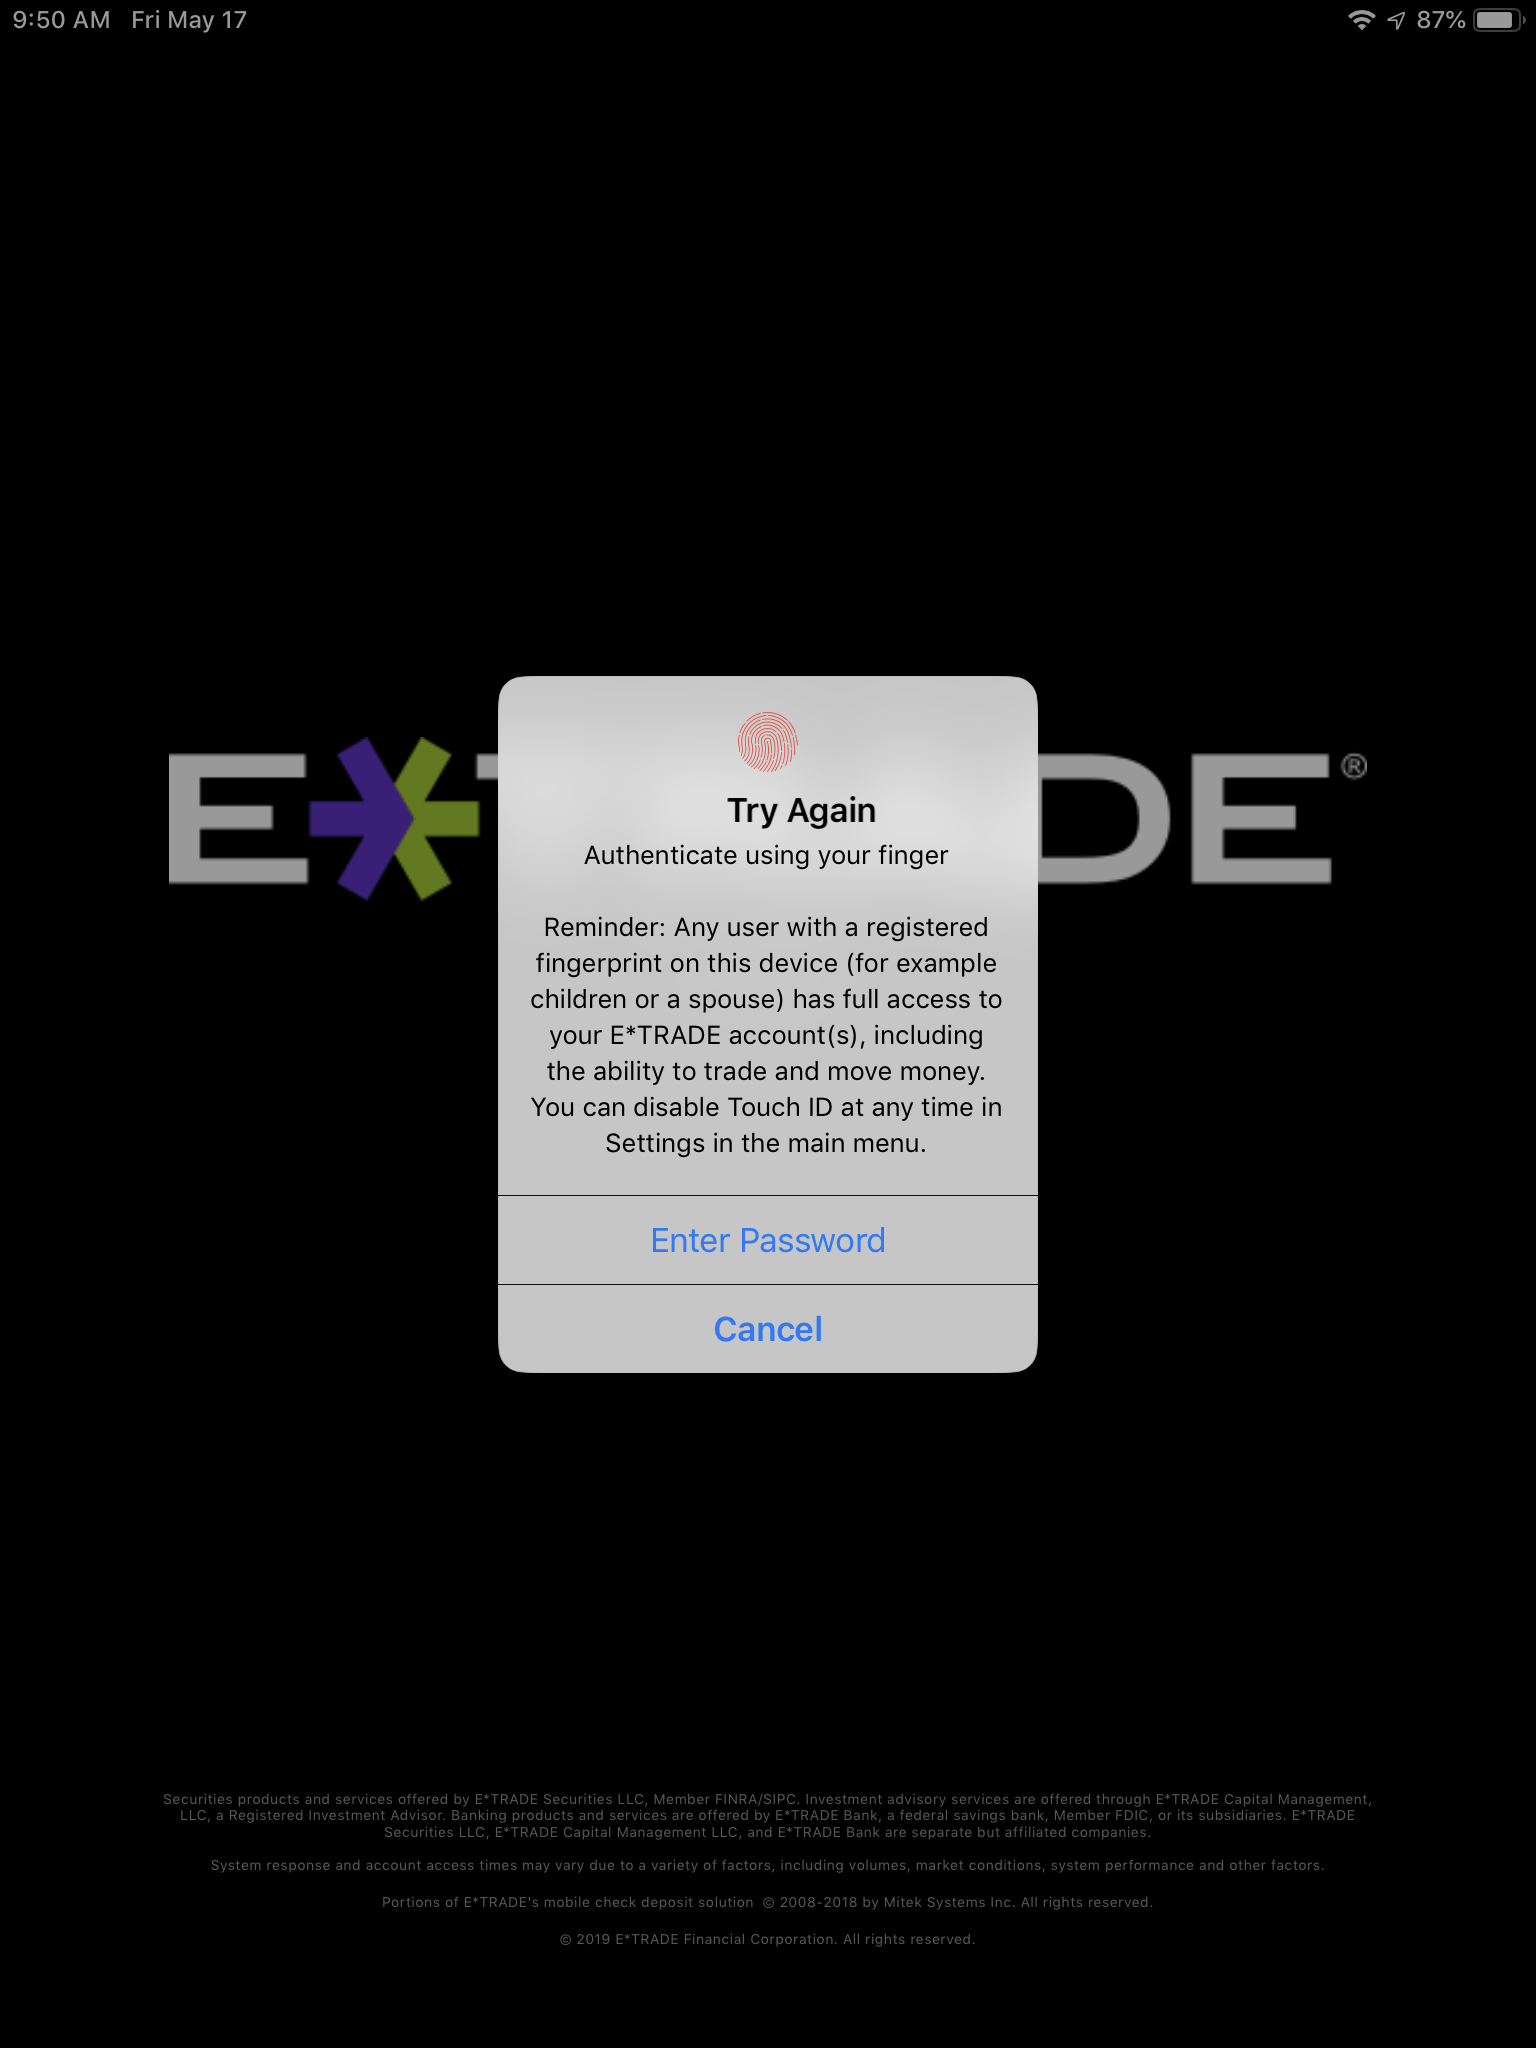 9:50 AM Fri May 17
87%
E*T DE®
Try Again
Authenticate using your finger
Reminder: Any user with a registered
fingerprint on this device (for example
children or a spouse) has full access to
your E*TRADE account(s), including
the ability to trade and move money.
You can disable Touch ID at any time in
Settings in the main menu.
Enter Password
Cancel
Securities products and services offered by E*TRADE Securities LLC, Member FINRA/SIPC. Investment advisory services are offered through E*TRADE Capital Management,
LLC, a Registered Investment Advisor. Banking products and services are offered by E*TRADE Bank, a federal savings bank, Member FDIC, or its subsidiaries. E*TRADE
Securities LLC, E*TRADE Capital Management LLC, and E*TRADE Bank are separate but affiliated companies.
System response and account access times may vary due to a variety of factors, including volumes, market conditions, system performance and other factors.
Portions of E*TRADE's mobile check deposit solution © 2008-2018 by Mitek Systems Inc. All rights reserved.
© 2019 E*TRADE Financial Corporation. All rights reserved.